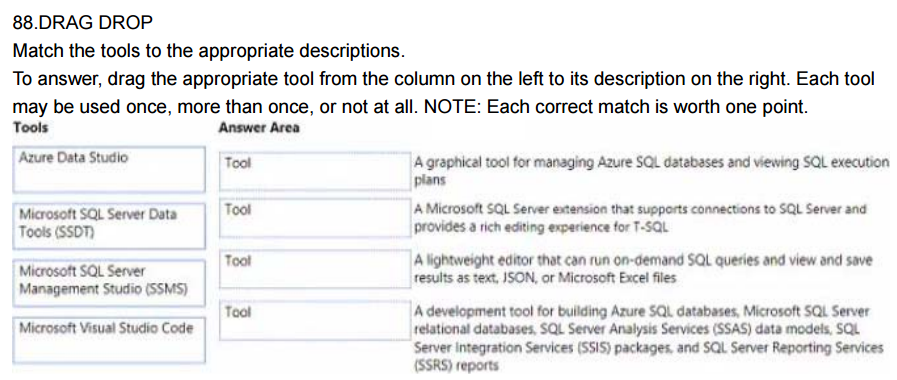 88.DRAG DROP
Match the tools to the appropriate descriptions.
To answer, drag the appropriate tool from the column on the left to its description on the right. Each tool
may be used once, more than once, or not at all. NOTE: Each correct match is worth one point.
Tools
Answer Area
Azure Data Studio
Microsoft SQL Server Data
Tools (SSDT)
Microsoft SQL Server
Management Studio (SSMS)
Microsoft Visual Studio Code
Tool
A graphical tool for managing Azure SQL databases and viewing SQL execution
plans
Tool
A Microsoft SQL Server extension that supports connections to SQL Server and
provides a rich editing experience for T-SQL
Tool
A lightweight editor that can run on-demand SQL queries and view and save
results as text, JSON, or Microsoft Excel files
Tool
A development tool for building Azure SQL databases, Microsoft SQL Server
relational databases, SQL Server Analysis Services (SSAS) data models, SQL
Server Integration Services (SSIS) packages, and SQL Server Reporting Services
(SSRS) reports